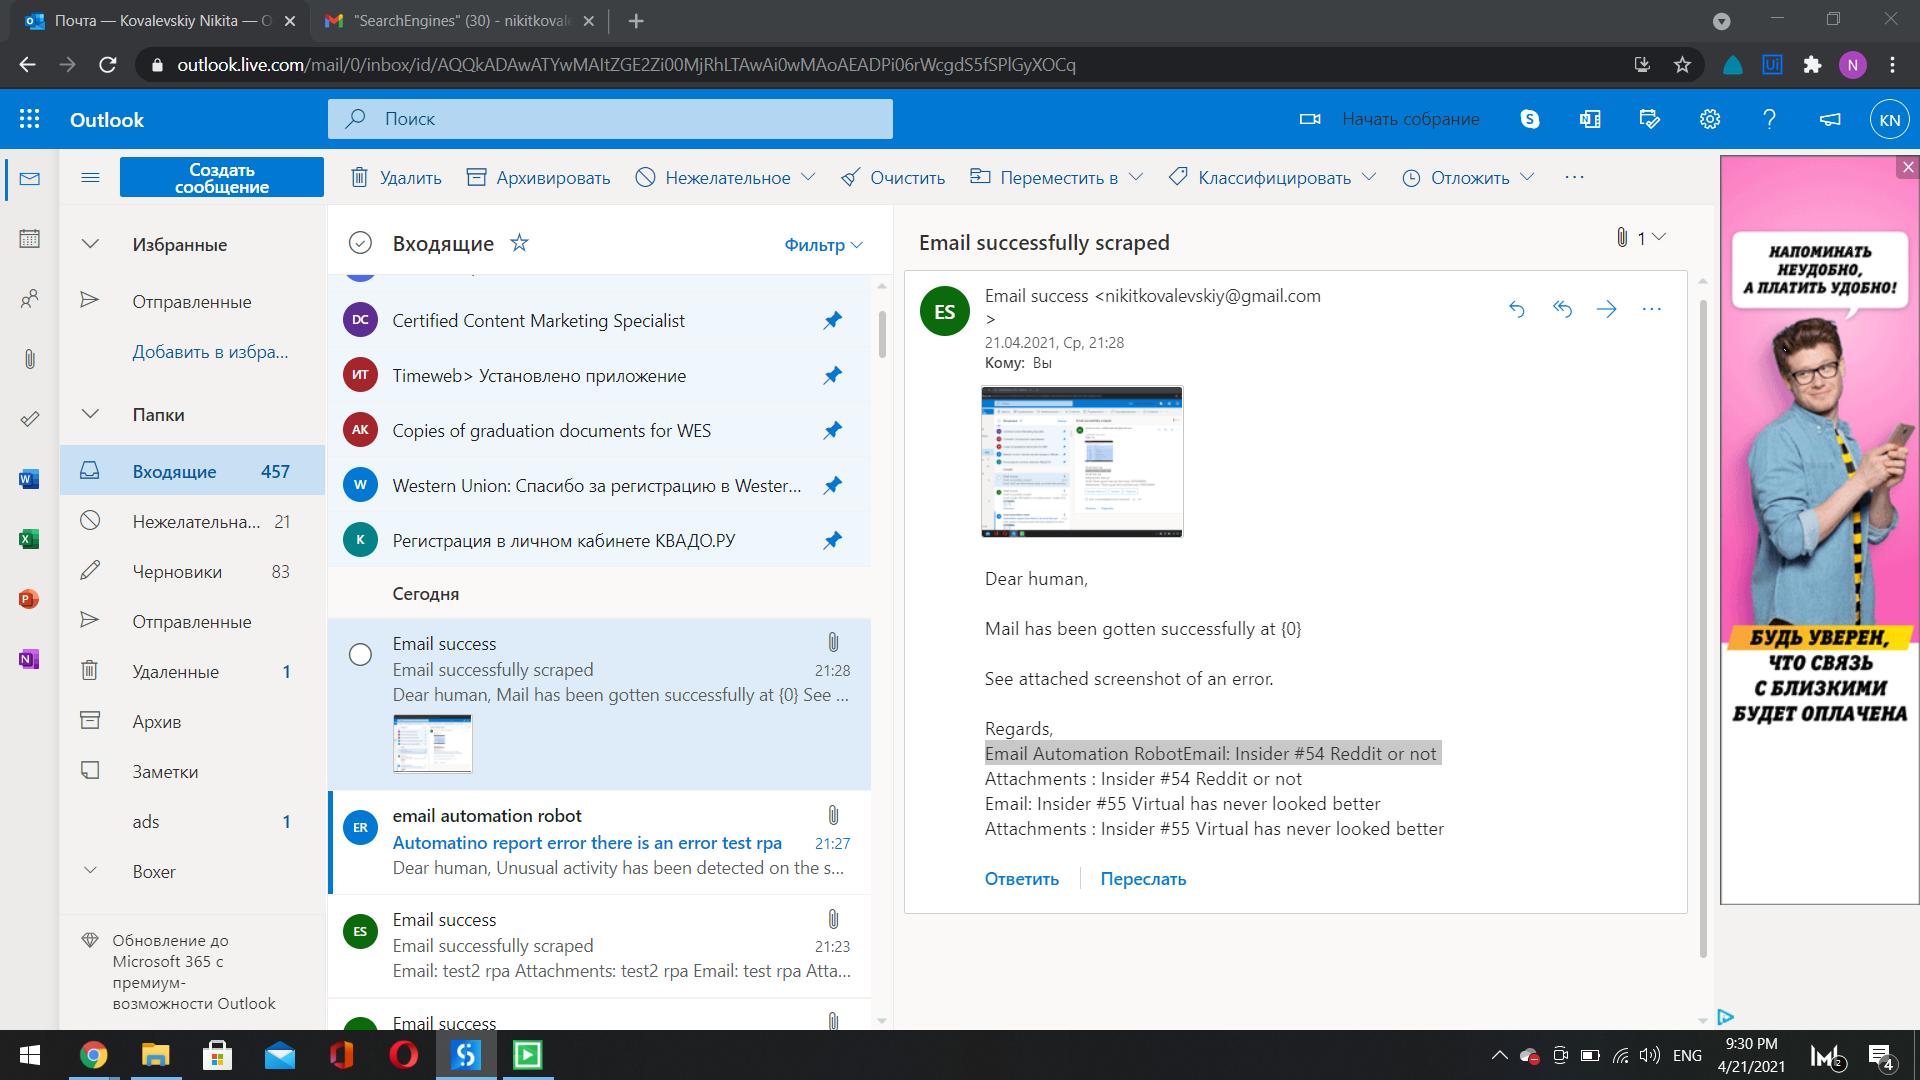 Почта — Kovalevskiy Nikita — O
"SearchEngines" (30) - nikitkovale
outlook.live.com/mail/0/inbox/id/AQQkADAwATYwMAItZGE2Zi00MjRhLTAwAi0wMAoAEADPi06rWcgdS5fSPlGyXOCq
N
Outlook
Поиск
Начать собрание
KN
Создать
сообщение
Удалить
Архивировать
Нежелательное
Очистить
Переместить в
Классифицировать
Отложить
Избранные
Отправленные
Добавить в избра...
Папки
Входящие 457
Нежелательна... 21
Черновики 83
Отправленные
Удаленные 1
Архив
Заметки
ads 1
Boxer
Обновление до
Microsoft 365 с
премиум-
возможности Outlook
Входящие
Фильтр
DC Certified Content Marketing Specialist
ИТ Timeweb> Установлено приложение
AK Copies of graduation documents for WES
W Western Union: Спасибо за регистрацию в Wester...
К Регистрация в личном кабинете КВАДО.РУ
Сегодня
Email success
Email successfully scraped 21:28
Dear human, Mail has been gotten successfully at {0} See ...
ER email automation robot
Automatino report error there is an error test rpa 21:27
Dear human, Unusual activity has been detected on the s...
ES Email success
Email successfully scraped 21:23
Email: test2 rpa Attachments: test2 rpa Email: test rpa Atta...
Email success
Email successfully scraped
1
ES
Email success <nikitkovalevskiy@gmail.com
>
21.04.2021, Ср, 21:28
Кому: Вы
Dear human,
Mail has been gotten successfully at {0}
See attached screenshot of an error.
Regards,
Email Automation RobotEmail: Insider #54 Reddit or not
Attachments : Insider #54 Reddit or not
Email: Insider #55 Virtual has never looked better
Attachments : Insider #55 Virtual has never looked better
Ответить
Переслать
НАПОМИНАТЬ
НЕУДОБНО,
А ПЛАТИТЬ УДОБНО!
БУДЬ УВЕРЕН,
ЧТО СВЯЗЬ
С БЛИЗКИМИ
БУДЕТ ОПЛАЧЕНА
ENG
9:30 PM
4/21/2021
2
4